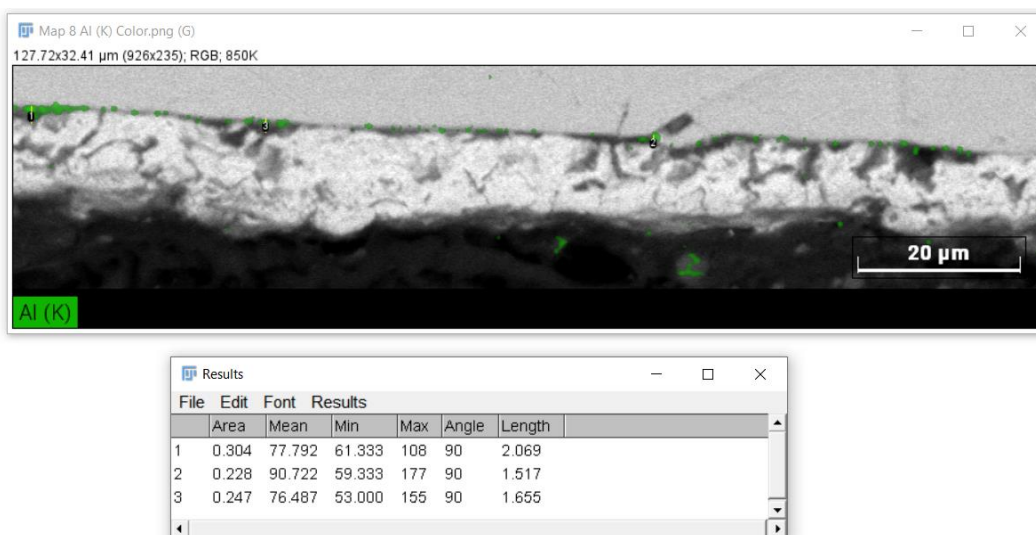 Map 8 Al (K) Color.png (G)
127.72x32.41 µm (926x235); RGB; 850K
1
3
2
20 µm
Al (K)
Results
File Edit Font Results
Area Mean Min Max Angle Length
1 0.304 77.792 61.333 108 90 2.069
2 0.228 90.722 59.333 177 90 1.517
3 0.247 76.487 53.000 155 90 1.655